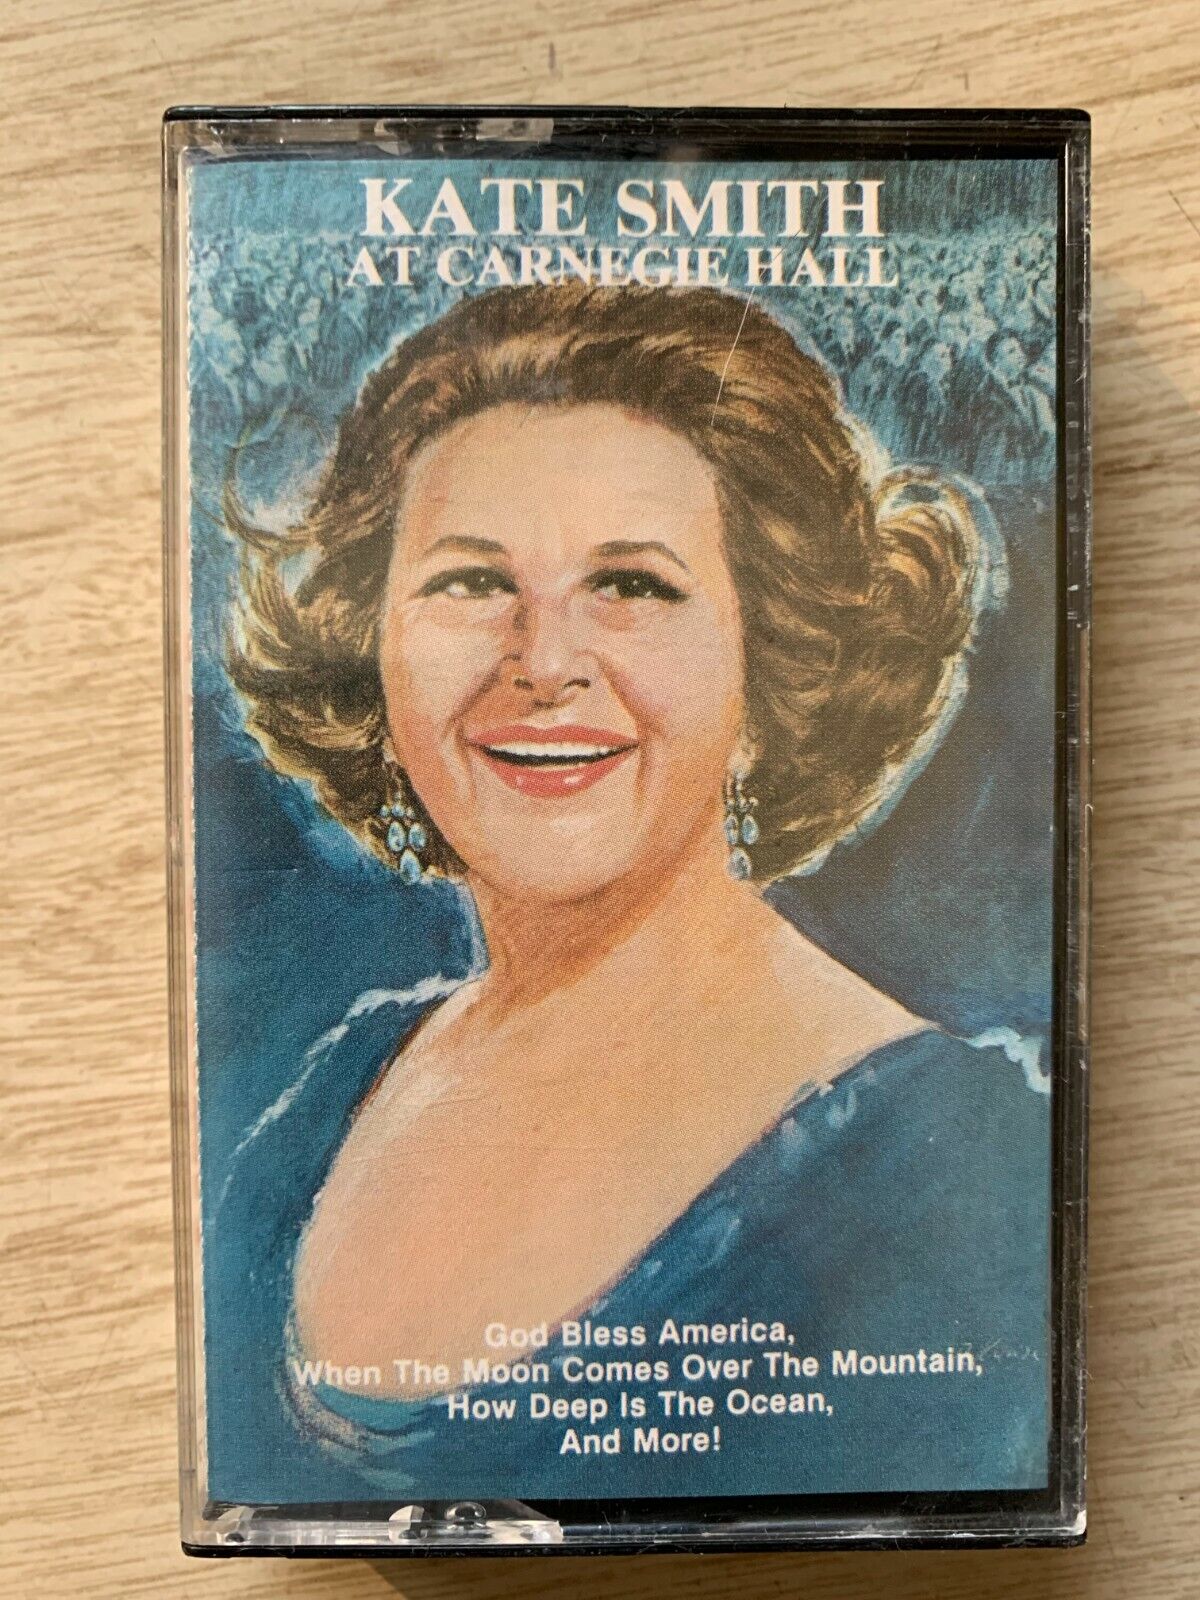 KATE SMITH
AT CARNEGIE HALL
God Bless America,
When The Moon Comes Over The Mountain,
How Deep Is The Ocean,
And More!